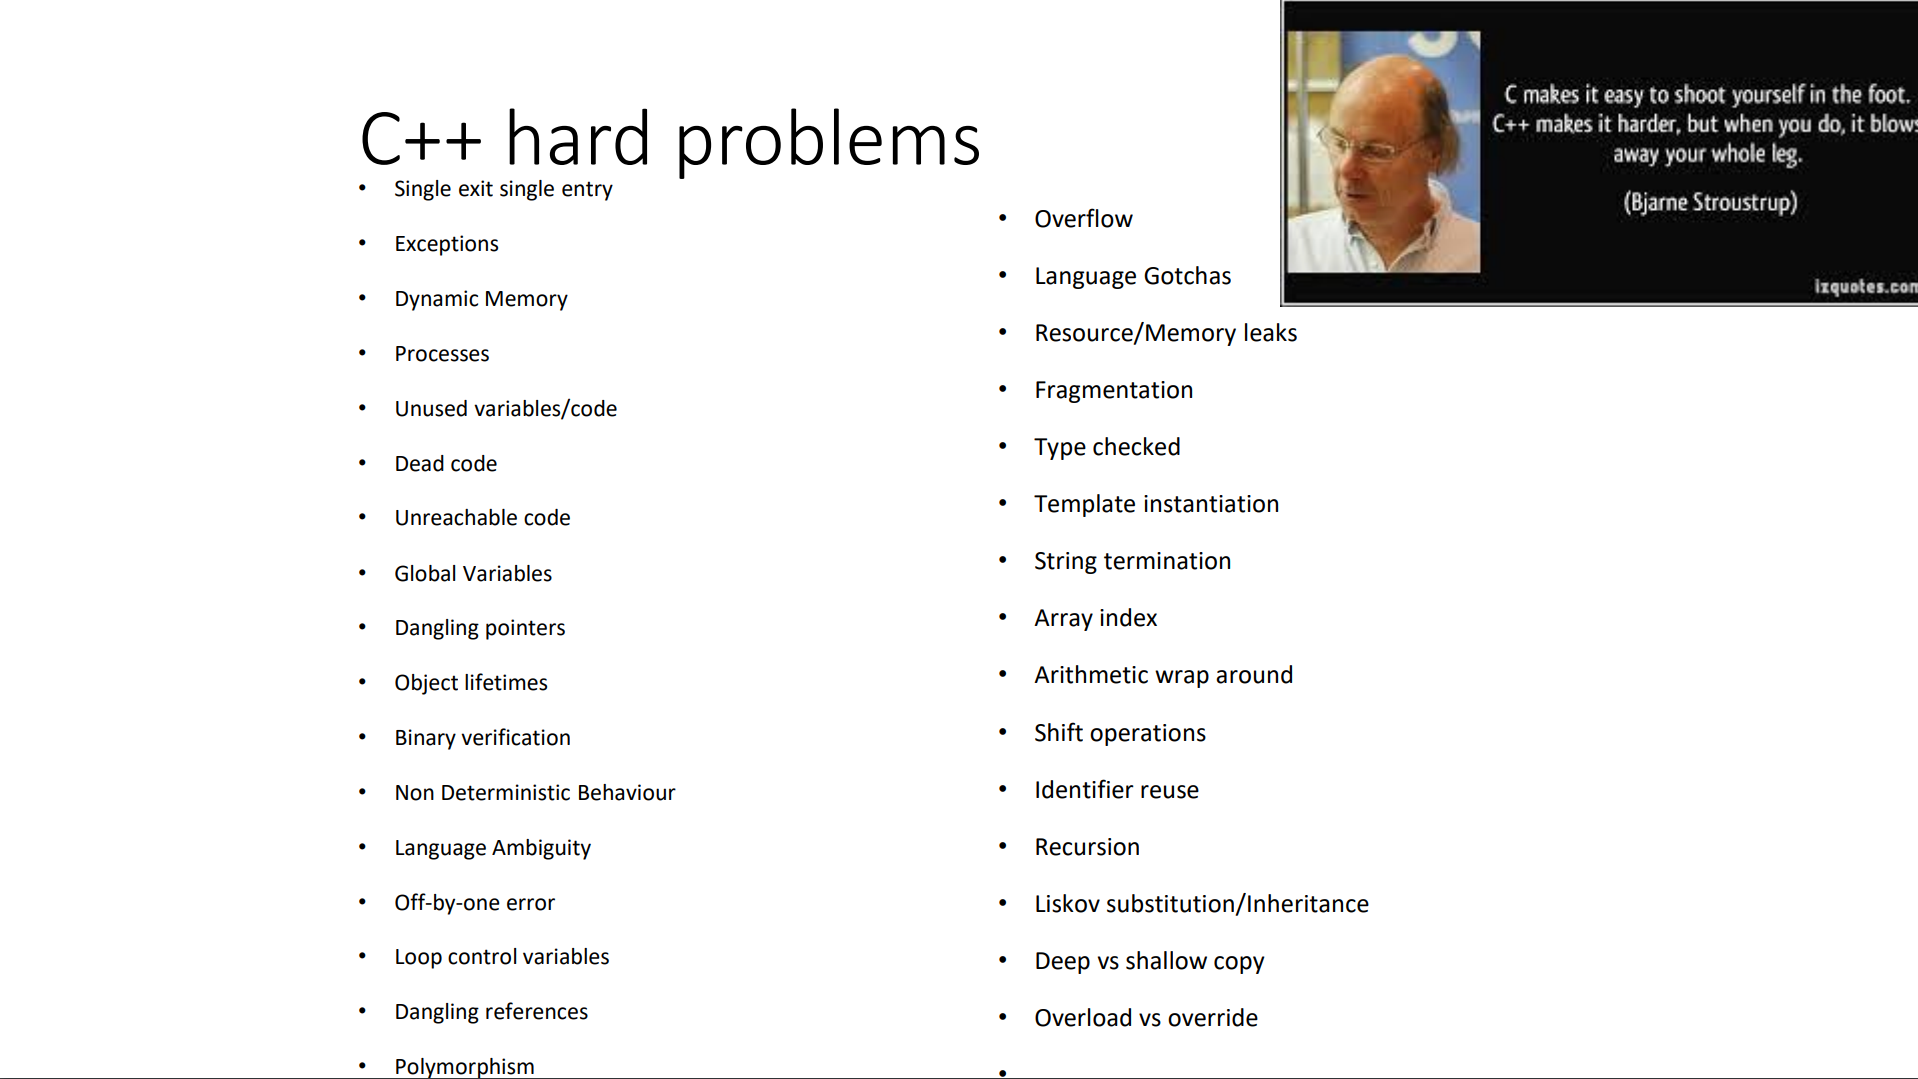 C++ hard problems
• Single exit single entry
• Exceptions
• Dynamic Memory
• Processes
• Unused variables/code
• Dead code
• Unreachable code
• Global Variables
• Dangling pointers
• Object lifetimes
• Binary verification
• Non Deterministic Behaviour
• Language Ambiguity
• Off-by-one error
• Loop control variables
• Dangling references
• Polymorphism
• Overflow
• Language Gotchas
• Resource/Memory leaks
• Fragmentation
• Type checked
• Template instantiation
• String termination
• Array index
• Arithmetic wrap around
• Shift operations
• Identifier reuse
• Recursion
• Liskov substitution/Inheritance
• Deep vs shallow copy
• Overload vs override
•
C makes it easy to shoot yourself in the foot.
C++ makes it harder, but when you do, it blows
away your whole leg.
(Bjarne Stroustrup)
izquotes.com